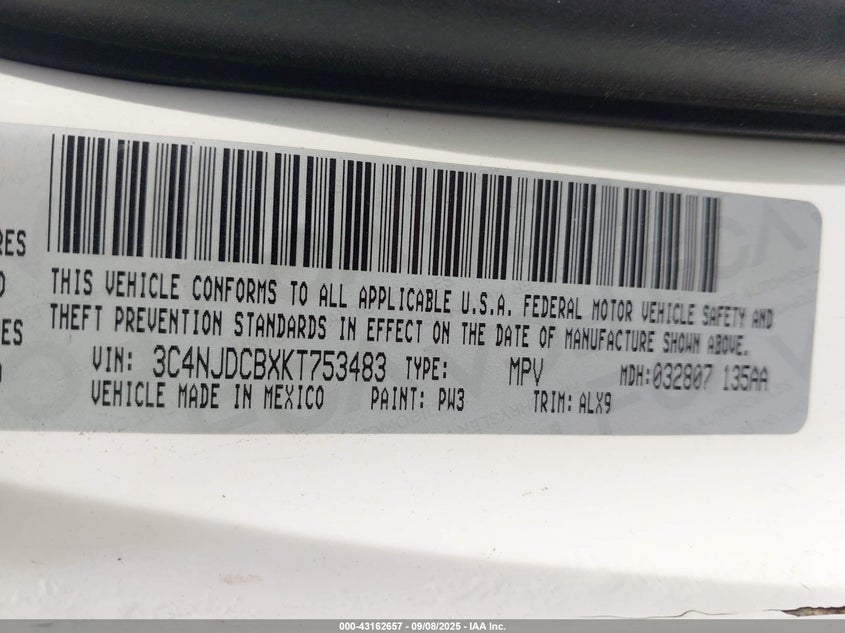 RES
THIS VEHICLE CONFORMS TO ALL APPLICABLE U.S.A. FEDERAL MOTOR VEHICLE SAFETY AND
THEFT PREVENTION STANDARDS IN EFFECT ON THE DATE OF MANUFACTURE SHOWN ABOVE.
ES
VIN: 3C4NJDCBXKT753483 TYPE: MPV MDH:032807 135AA
VEHICLE MADE IN MEXICO PAINT: PW3 TRIM: ALX9
000-43162657 - 09/08/2025 - IAA Inc.